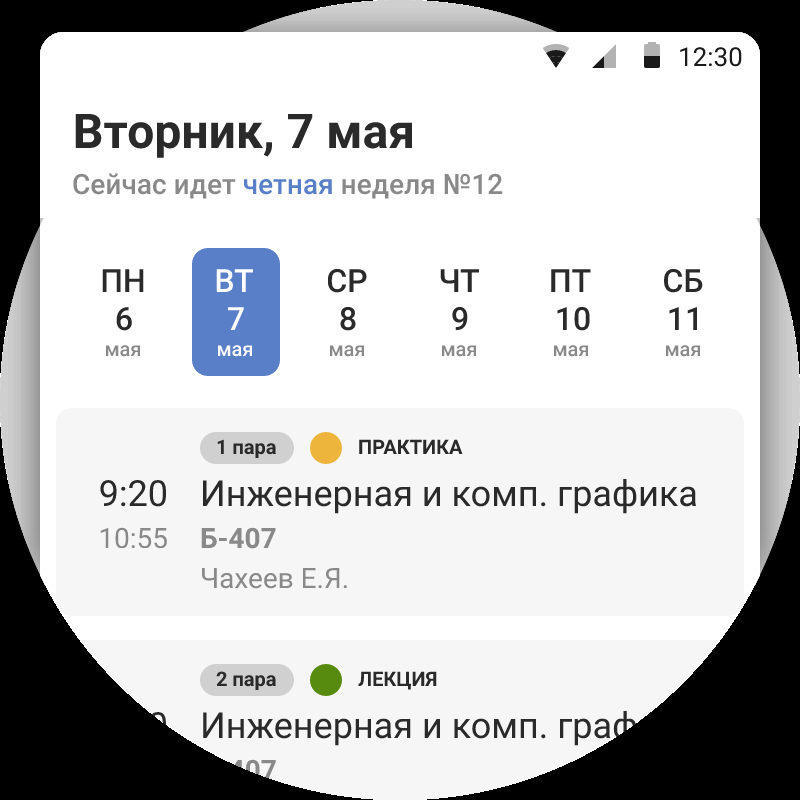 12:30
Вторник, 7 мая
Сейчас идет четная неделя №12
ПН ВТ СР ЧТ ПТ СБ
6 7 8 9 10 11
мая мая мая мая мая мая
1 пара ПРАКТИКА
9:20 Инженерная и комп. графика
10:55 Б-407
Чахеев Е.Я.
2 пара ЛЕКЦИЯ
Инженерная и комп.